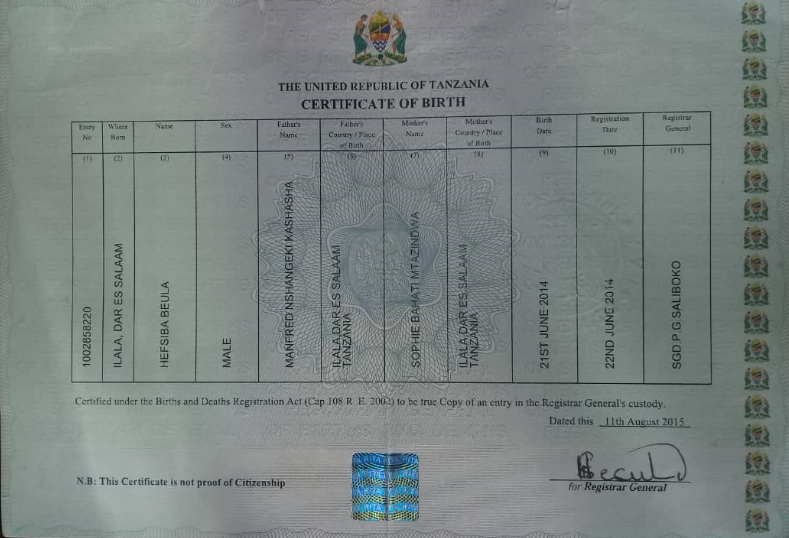 THE UNITED REPUBLIC OF TANZANIA
CERTIFICATE OF BIRTH
Entry No
Where Born
Name
Sex
Father's Name
Father's Country / Place of Birth
Mother's Name
Mother's Country / Place of Birth
Birth Date
Registration Date
Registrar General
(1) (2) (3) (4) (5) (6) (7) (8) (9) (10) (11)
1002858220
ILALA, DAR ES SALAAM
HEFSIBA BEULA
MALE
MANFRED NSHANGEKI KASHASHA
ILALA,DAR ES SALAAM
TANZANIA
SOPHIE BAHATI MTAZINDWA
ILALA,DAR ES SALAAM
TANZANIA
21ST JUNE 2014
22ND JUNE 2014
SGD.P.G.SALIBOKO
Certified under the Births and Deaths Registration Act (Cap.108 R. E. 2002) to be true Copy of an entry in the Registrar General's custody.
Dated this 11th August 2015
N.B: This Certificate is not proof of Citizenship
for Registrar General